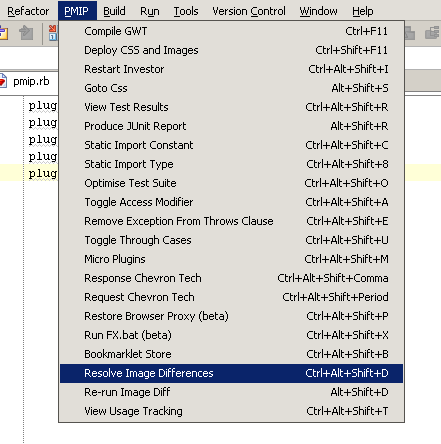 Refactor PMIP Build Run Tools Version Control Window Help
pmip.rb
plug
plug
plug
plug
plug
Compile GWT Ctrl+F11
Deploy CSS and Images Ctrl+Shift+F11
Restart Investor Ctrl+Alt+Shift+I
Goto Css Alt+Shift+S
View Test Results Alt+Shift+R
Produce JUnit Report Alt+Shift+R
Static Import Constant Ctrl+Alt+Shift+C
Static Import Type Ctrl+Alt+Shift+8
Optimise Test Suite Ctrl+Alt+Shift+O
Toggle Access Modifier Ctrl+Alt+Shift+A
Remove Exception From Throws Clause Ctrl+Alt+Shift+E
Toggle Through Cases Ctrl+Alt+Shift+U
Micro Plugins Ctrl+Alt+Shift+M
Response Chevron Tech Ctrl+Alt+Shift+Comma
Request Chevron Tech Ctrl+Alt+Shift+Period
Restore Browser Proxy (beta) Ctrl+Alt+Shift+P
Run FX.bat (beta) Ctrl+Alt+Shift+X
Bookmarklet Store Ctrl+Alt+Shift+B
Resolve Image Differences Ctrl+Alt+Shift+D
Re-run Image Diff Alt+Shift+D
View Usage Tracking Ctrl+Alt+Shift+T